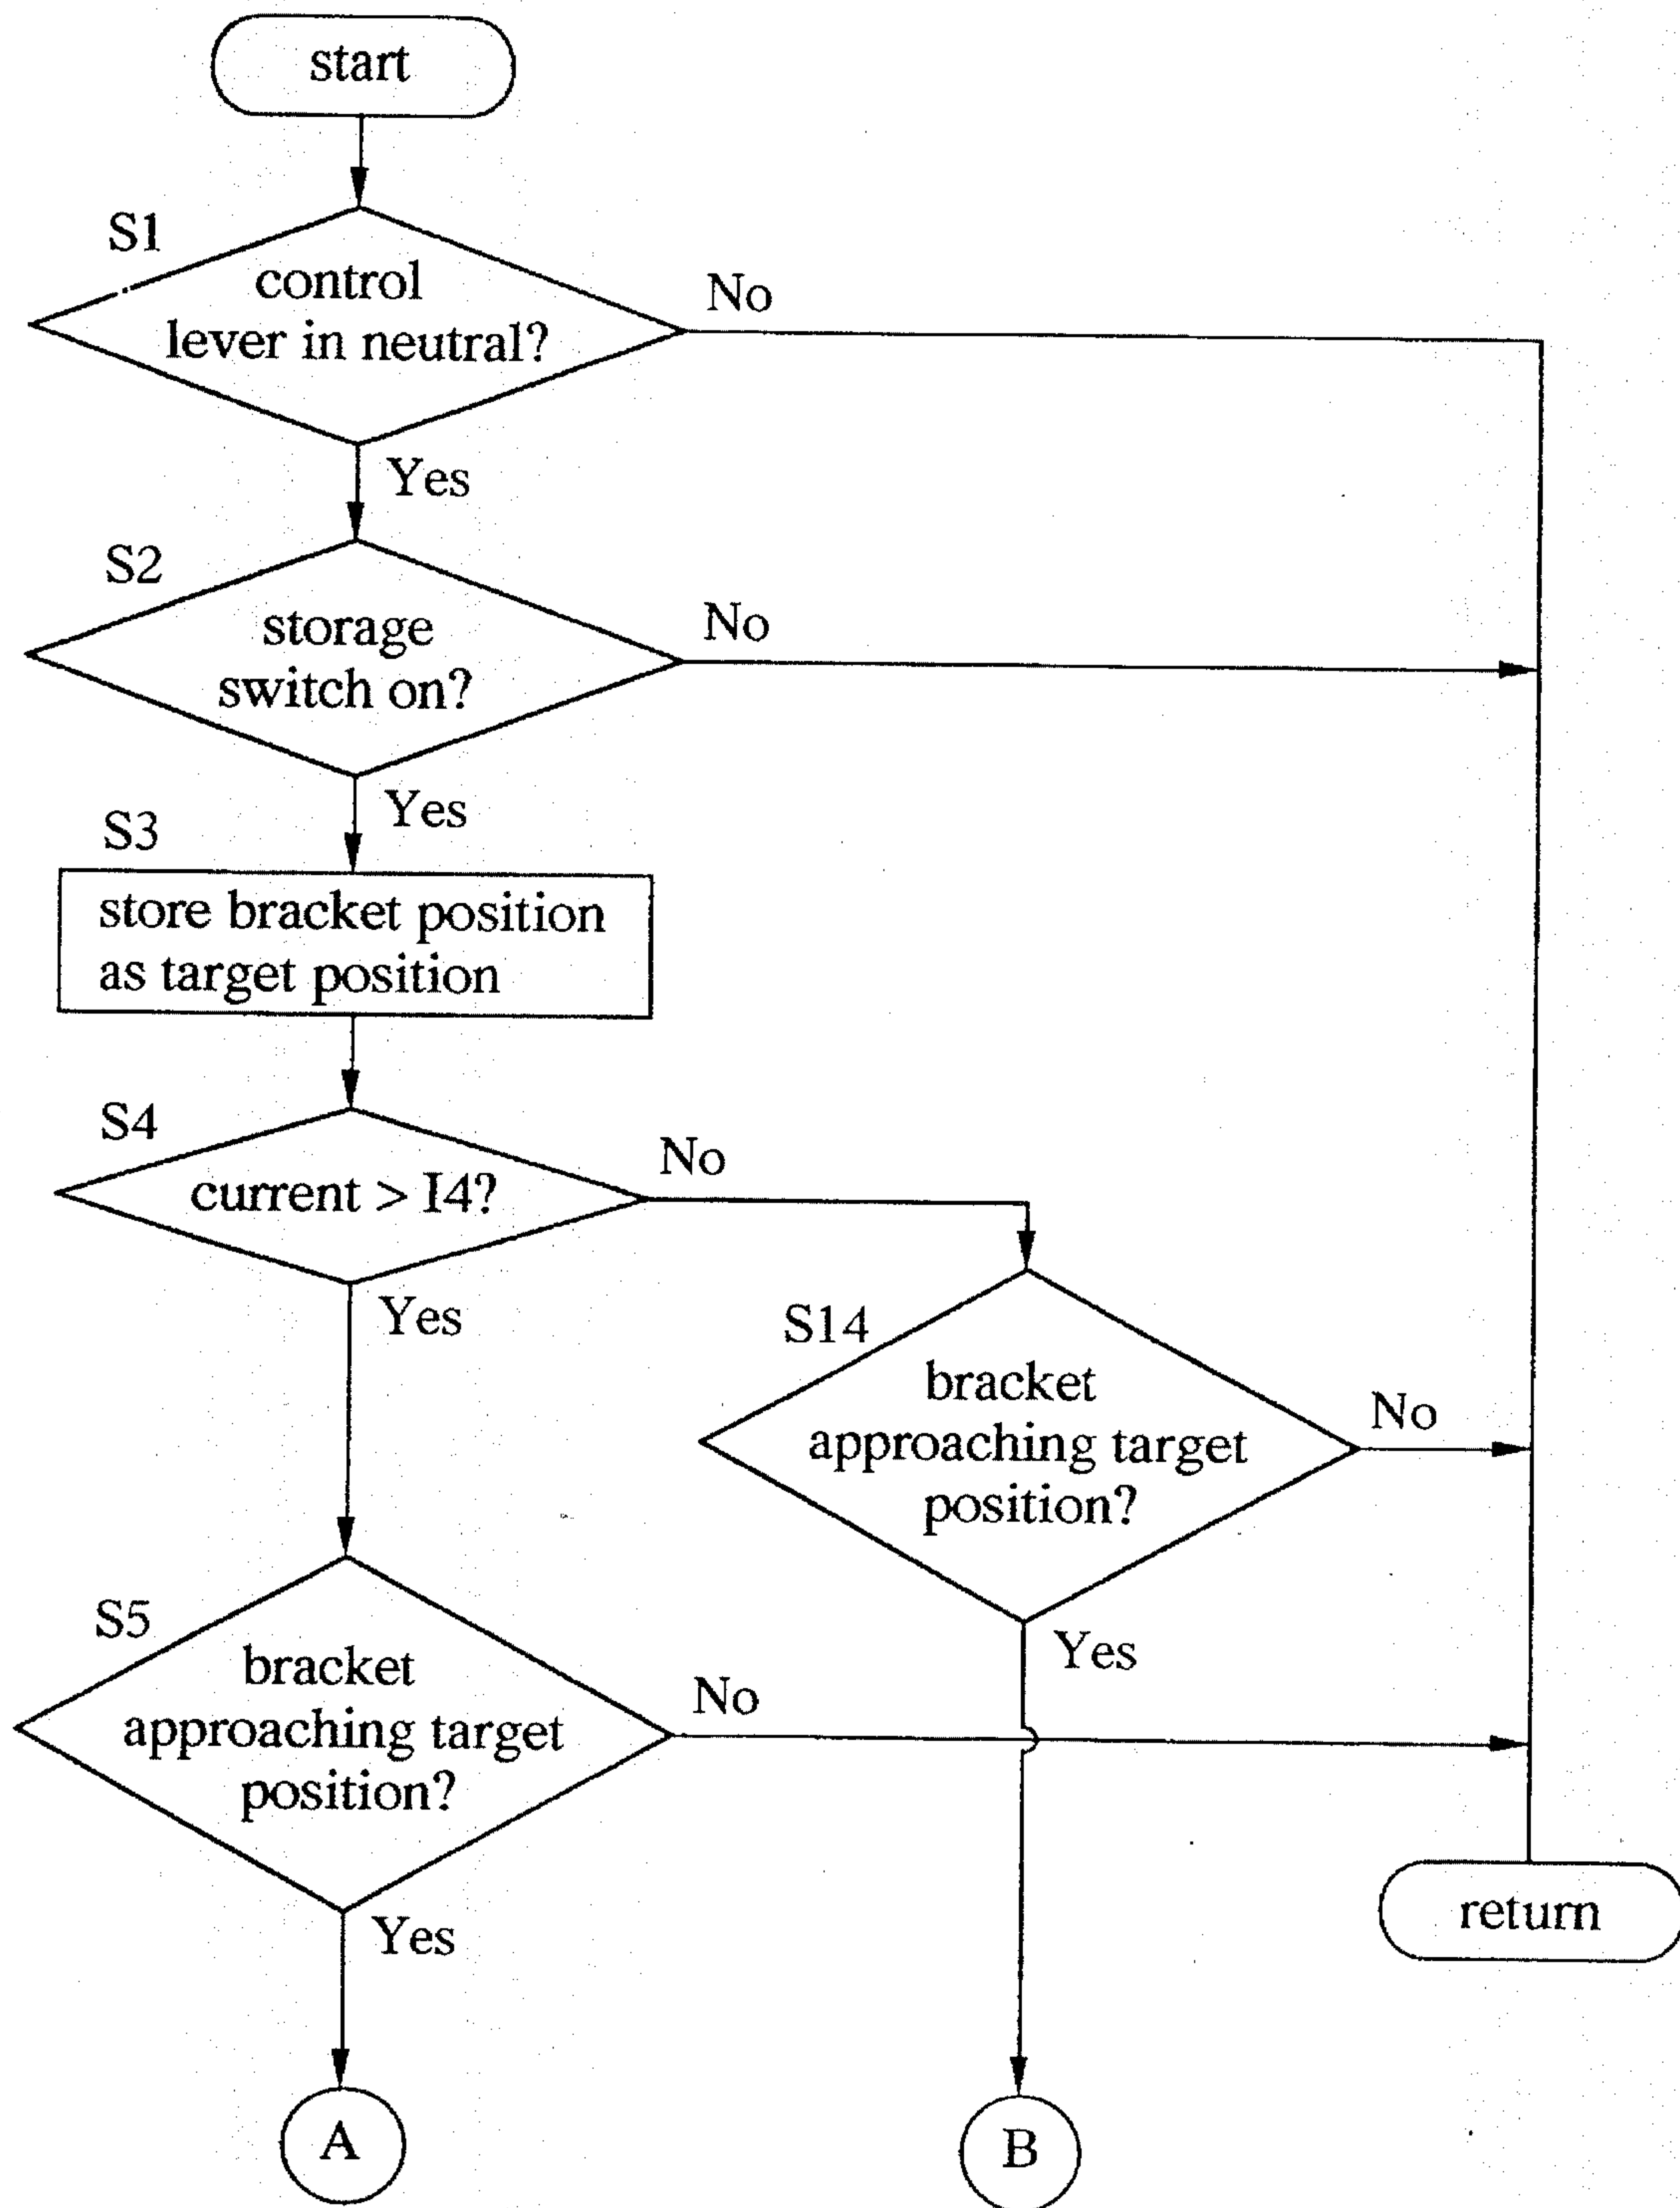 start
S1
control
lever in neutral?
No
Yes
S2
storage
switch on?
No
Yes
S3
store bracket position
as target position
S4
current > I4?
No
Yes
S14
bracket
approaching target
position?
No
Yes
S5
bracket
approaching target
position?
No
Yes
return
A
B